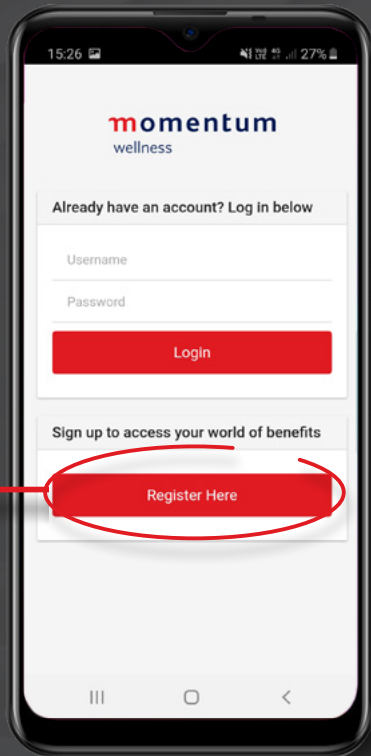 15:26 27%
momentum
wellness
Already have an account? Log in below
Username
Password
Login
Sign up to access your world of benefits
Register Here